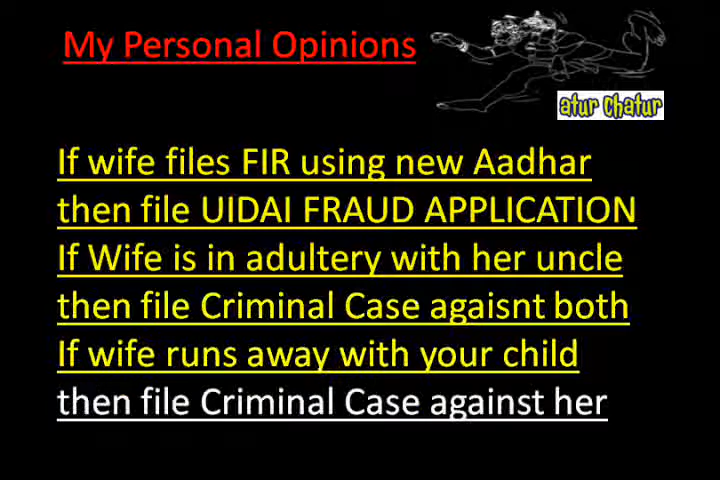 My Personal Opinions
atur chatur
If wife files FIR using new Aadhar
then file UIDAI FRAUD APPLICATION
If Wife is in adultery with her uncle
then file Criminal Case agaisnt both
If wife runs away with your child
then file Criminal Case against her